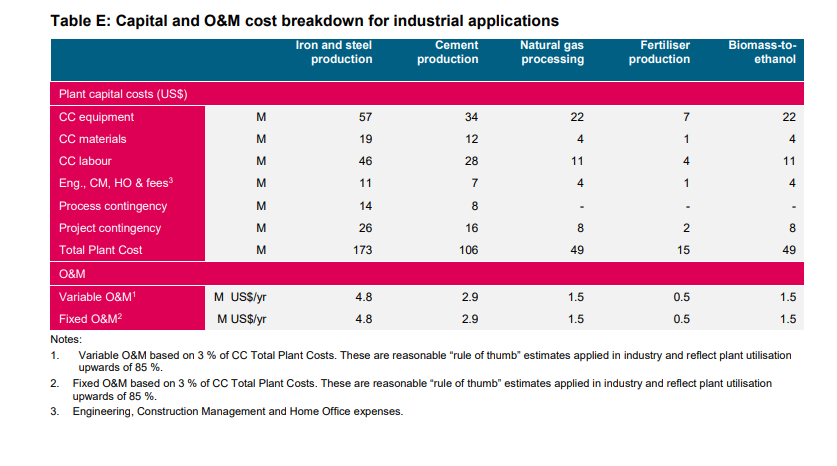 Table E: Capital and O&M cost breakdown for industrial applications
Iron and steel production Cement production Natural gas processing Fertiliser production Biomass-to-ethanol
Plant capital costs (US$)
CC equipment M 57 34 22 7 22
CC materials M 19 12 4 1 4
CC labour M 46 28 11 4 11
Eng., CM, HO & fees³ M 11 7 4 1 4
Process contingency M 14 8 - - -
Project contingency M 26 16 8 2 8
Total Plant Cost M 173 106 49 15 49
O&M
Variable O&M¹ M US$/yr 4.8 2.9 1.5 0.5 1.5
Fixed O&M² M US$/yr 4.8 2.9 1.5 0.5 1.5
Notes:
1. Variable O&M based on 3 % of CC Total Plant Costs. These are reasonable “rule of thumb” estimates applied in industry and reflect plant utilisation
upwards of 85 %.
2. Fixed O&M based on 3 % of CC Total Plant Costs. These are reasonable “rule of thumb” estimates applied in industry and reflect plant utilisation
upwards of 85 %.
3. Engineering, Construction Management and Home Office expenses.